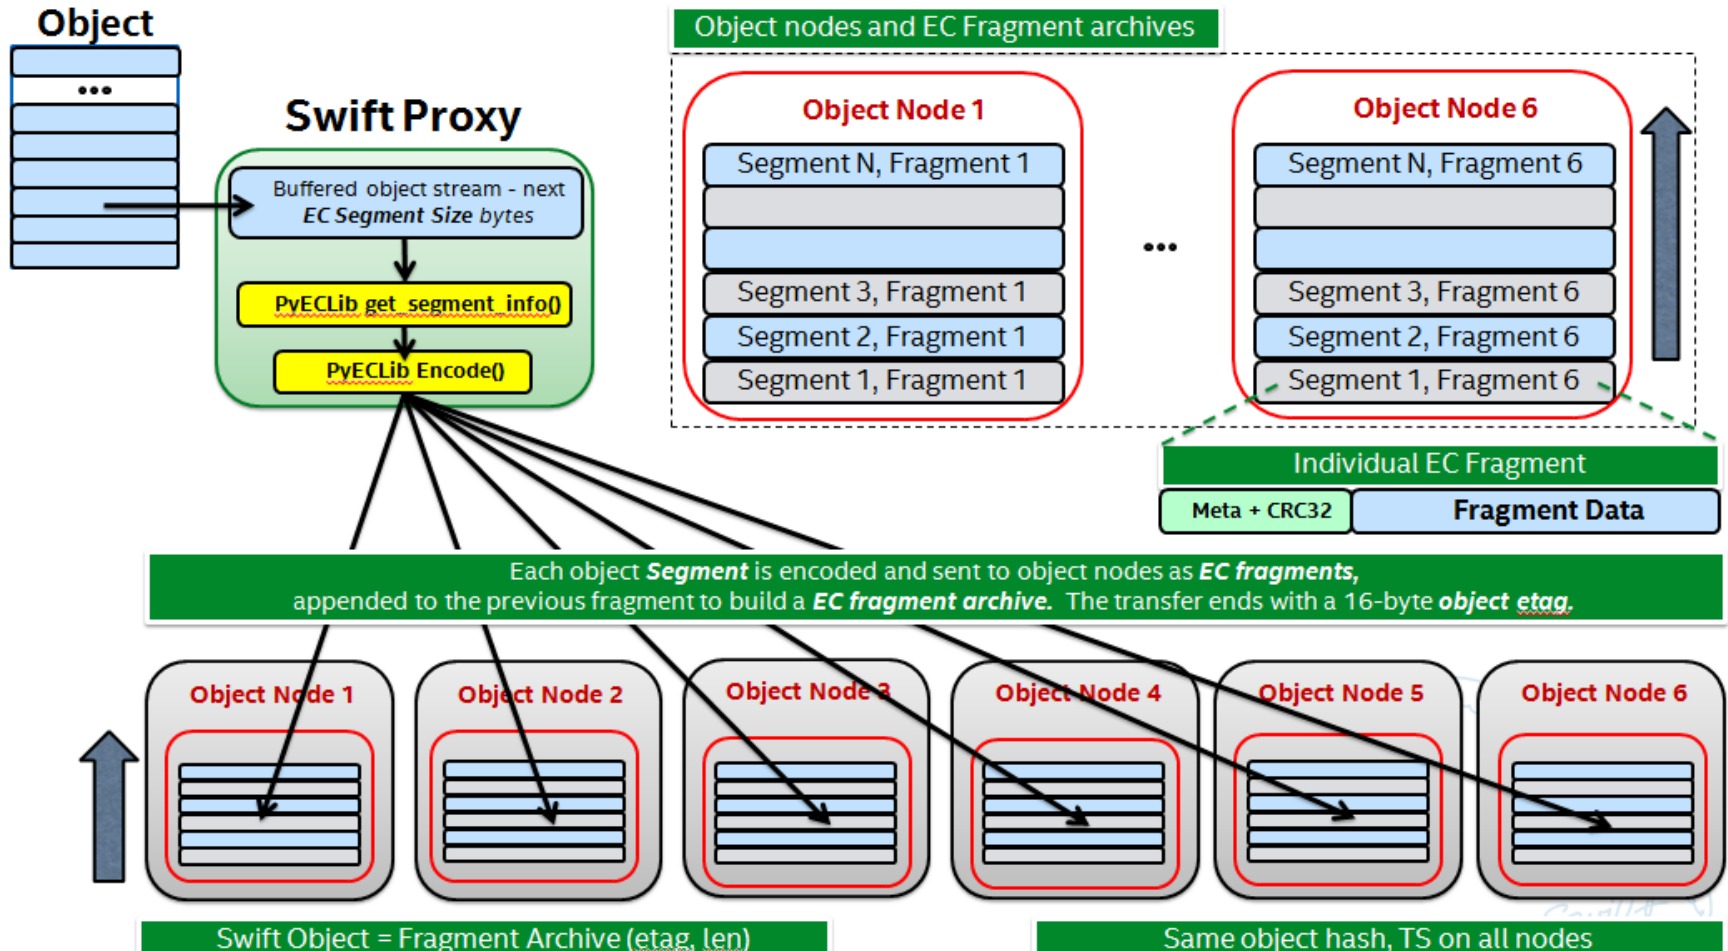 Object
•••
Swift Proxy
Buffered object stream - next
EC Segment Size bytes
PyECLib get_segment_info()
PyECLib Encode()
Object nodes and EC Fragment archives
Object Node 1
Segment N, Fragment 1
Segment 3, Fragment 1
Segment 2, Fragment 1
Segment 1, Fragment 1
•••
Object Node 6
Segment N, Fragment 6
Segment 3, Fragment 6
Segment 2, Fragment 6
Segment 1, Fragment 6
Individual EC Fragment
Meta + CRC32
Fragment Data
Each object Segment is encoded and sent to object nodes as EC fragments,
appended to the previous fragment to build a EC fragment archive. The transfer ends with a 16-byte object etag.
Object Node 1
Object Node 2
Object Node 3
Object Node 4
Object Node 5
Object Node 6
Swift Object = Fragment Archive (etag, len)
Same object hash, TS on all nodes